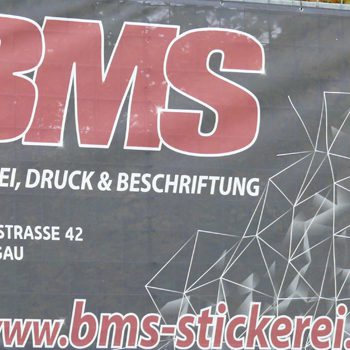 BMS
EI, DRUCK & BESCHRIFTUNG
STRASSE 42
GAU
www.bms-stickerei.